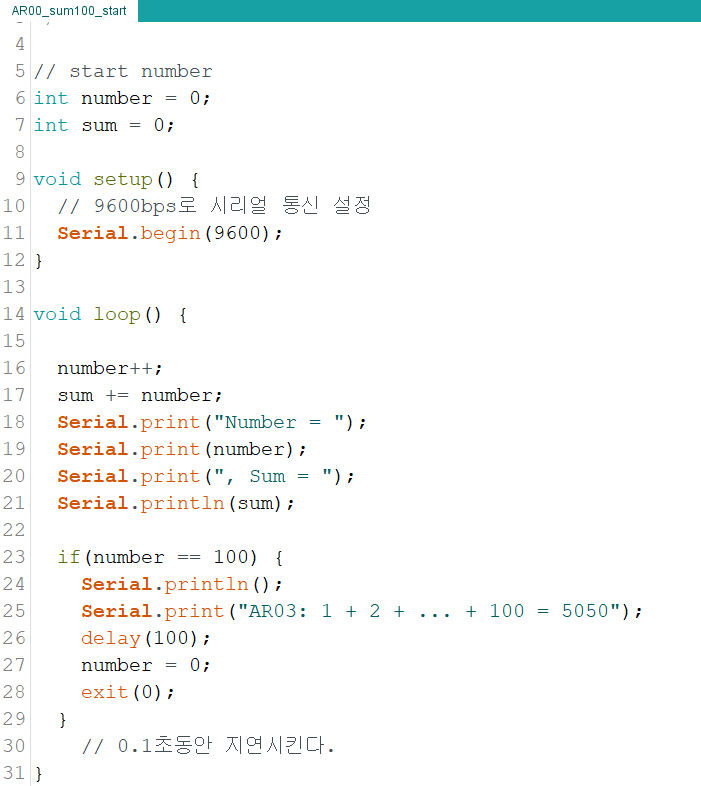 AR00_sum100_start
4
5 // start number
6 int number = 0;
7 int sum = 0;
8
9 void setup() {
10   // 9600bps로 시리얼 통신 설정
11   Serial.begin(9600);
12 }
13
14 void loop() {
15
16   number++;
17   sum += number;
18   Serial.print("Number = ");
19   Serial.print(number);
20   Serial.print(", Sum = ");
21   Serial.println(sum);
22
23   if(number == 100) {
24     Serial.println();
25     Serial.print("AR03: 1 + 2 + ... + 100 = 5050");
26     delay(100);
27     number = 0;
28     exit(0);
29   }
30     // 0.1초동안 지연시킨다.
31 }